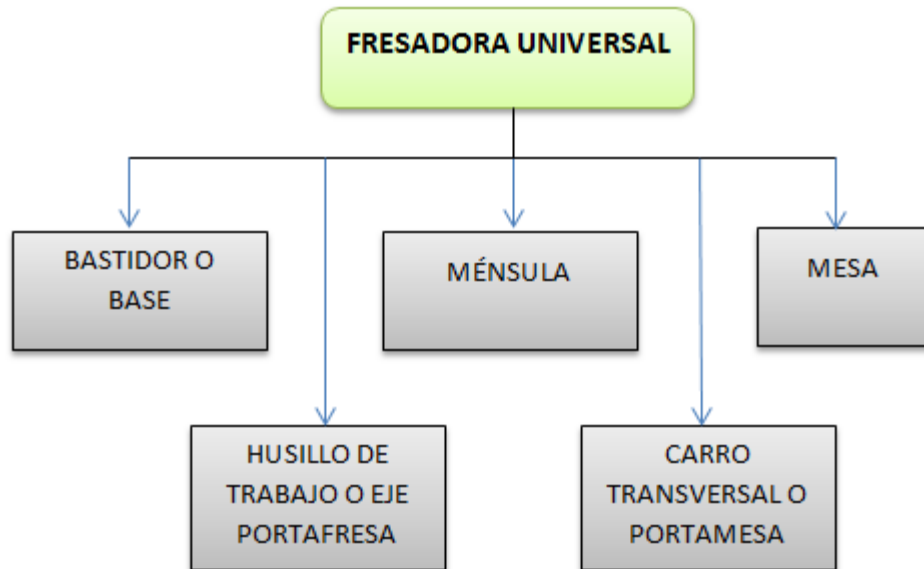 FRESADORA UNIVERSAL
BASTIDOR O
BASE
MÉNSULA
MESA
HUSILLO DE
TRABAJO O EJE
PORTAFRESA
CARRO
TRANSVERSAL O
PORTAMESA